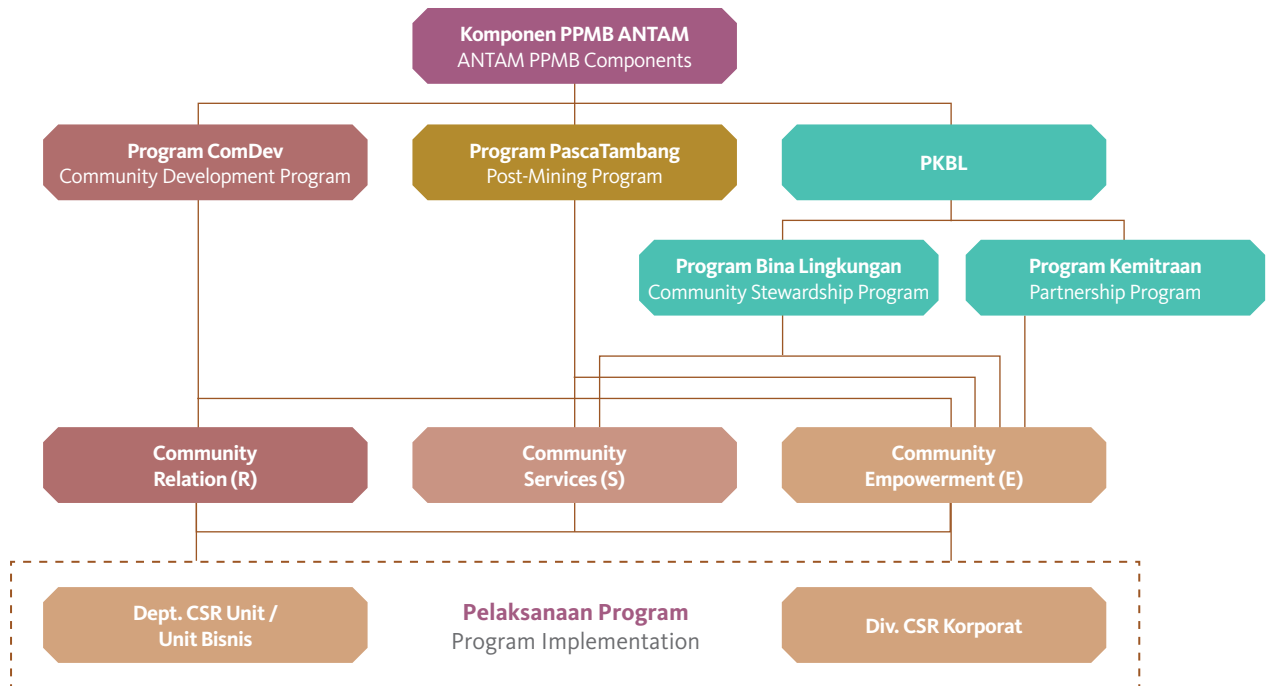 Komponen PPMB ANTAM
ANTAM PPMB Components
Program ComDev
Community Development Program
Program PascaTambang
Post-Mining Program
PKBL
Program Bina Lingkungan
Community Stewardship Program
Program Kemitraan
Partnership Program
Community
Relation (R)
Community
Services (S)
Community
Empowerment (E)
Dept. CSR Unit /
Unit Bisnis
Pelaksanaan Program
Program Implementation
Div. CSR Korporat